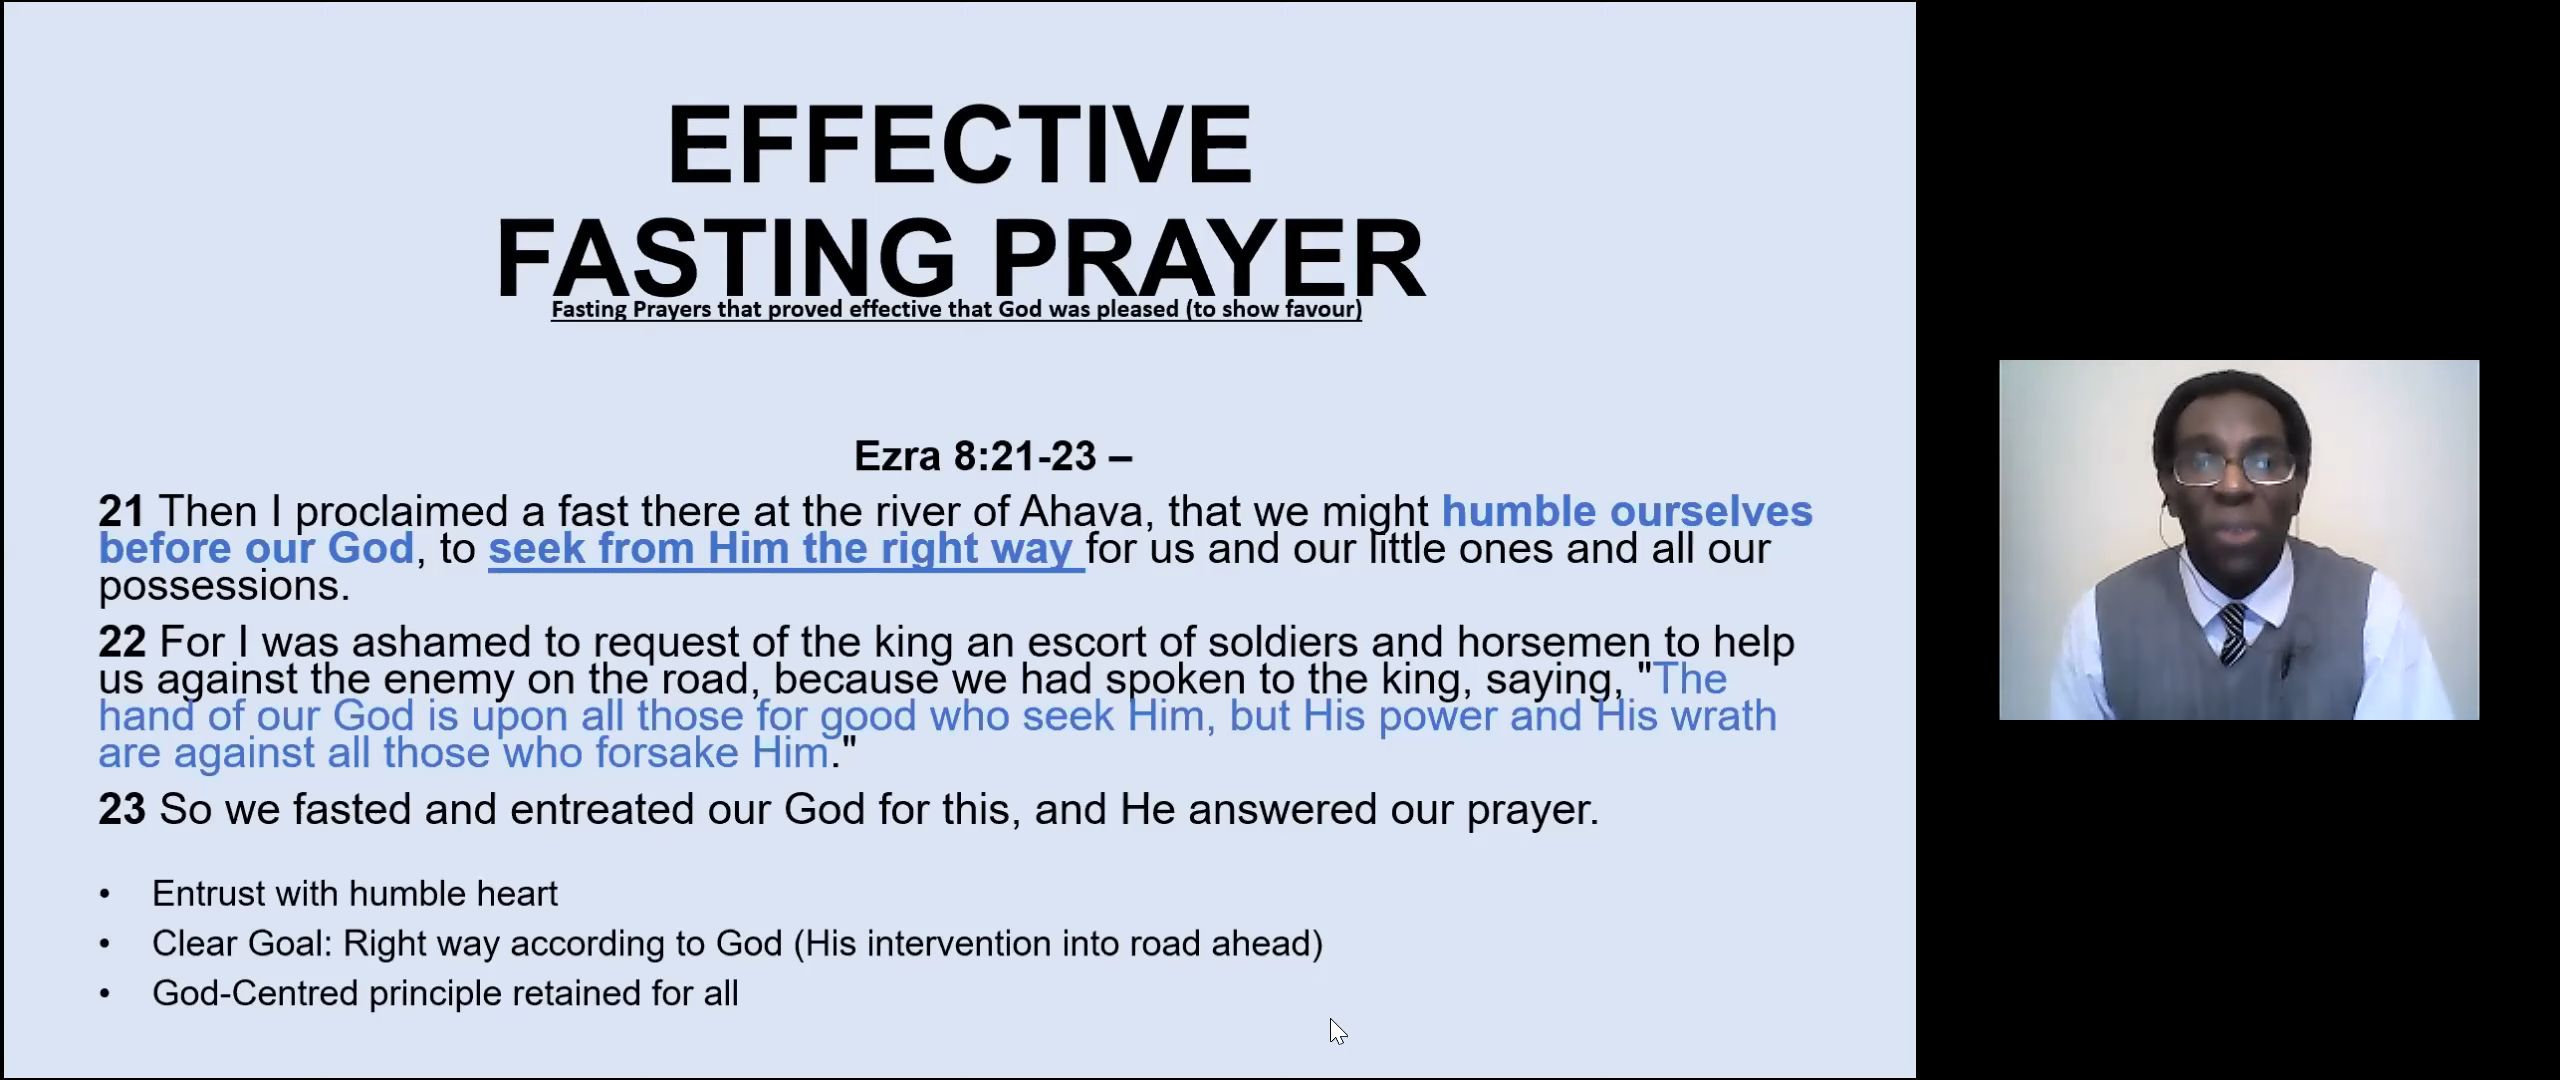 EFFECTIVE
FASTING PRAYER
Fasting Prayers that proved effective that God was pleased (to show favour)
Ezra 8:21-23 –
21 Then I proclaimed a fast there at the river of Ahava, that we might humble ourselves
before our God, to seek from Him the right way for us and our little ones and all our
possessions.
22 For I was ashamed to request of the king an escort of soldiers and horsemen to help
us against the enemy on the road, because we had spoken to the king, saying, "The
hand of our God is upon all those for good who seek Him, but His power and His wrath
are against all those who forsake Him."
23 So we fasted and entreated our God for this, and He answered our prayer.
• Entrust with humble heart
• Clear Goal: Right way according to God (His intervention into road ahead)
• God-Centred principle retained for all